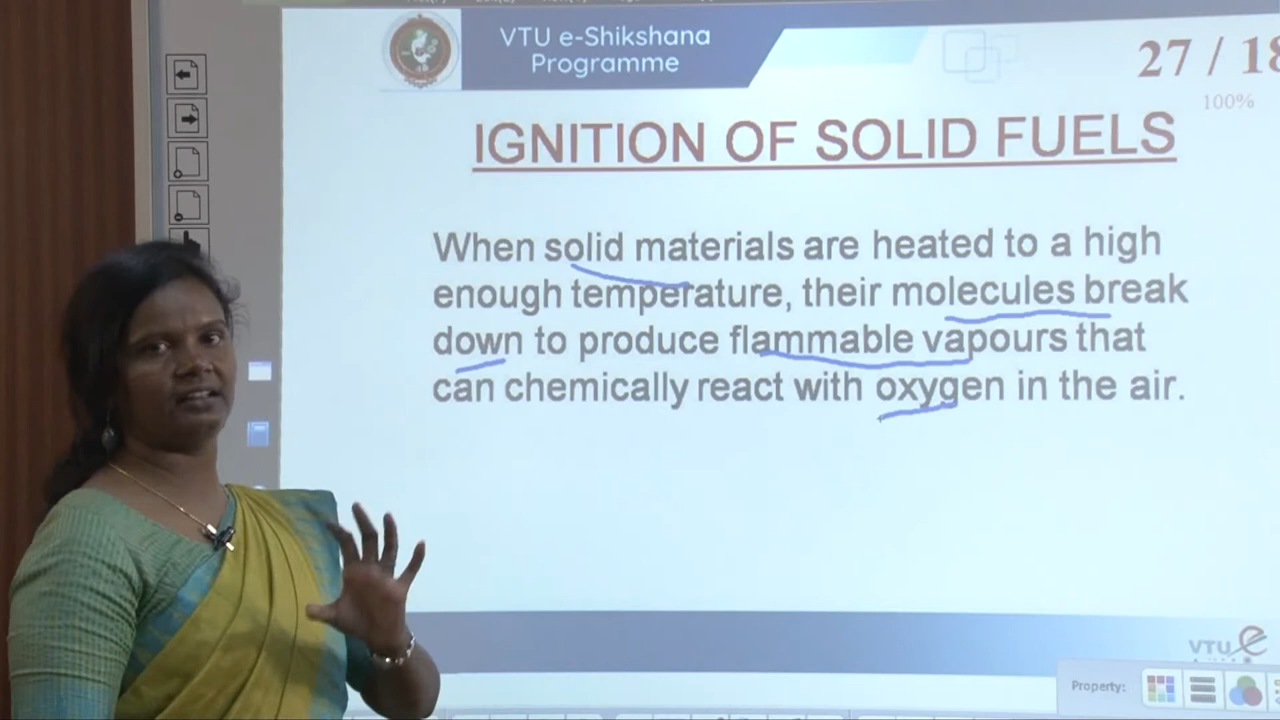 VTU e-Shikshana
Programme
27 / 18
100%
IGNITION OF SOLID FUELS
When solid materials are heated to a high
enough temperature, their molecules break
down to produce flammable vapours that
can chemically react with oxygen in the air.
VTU e
Property: